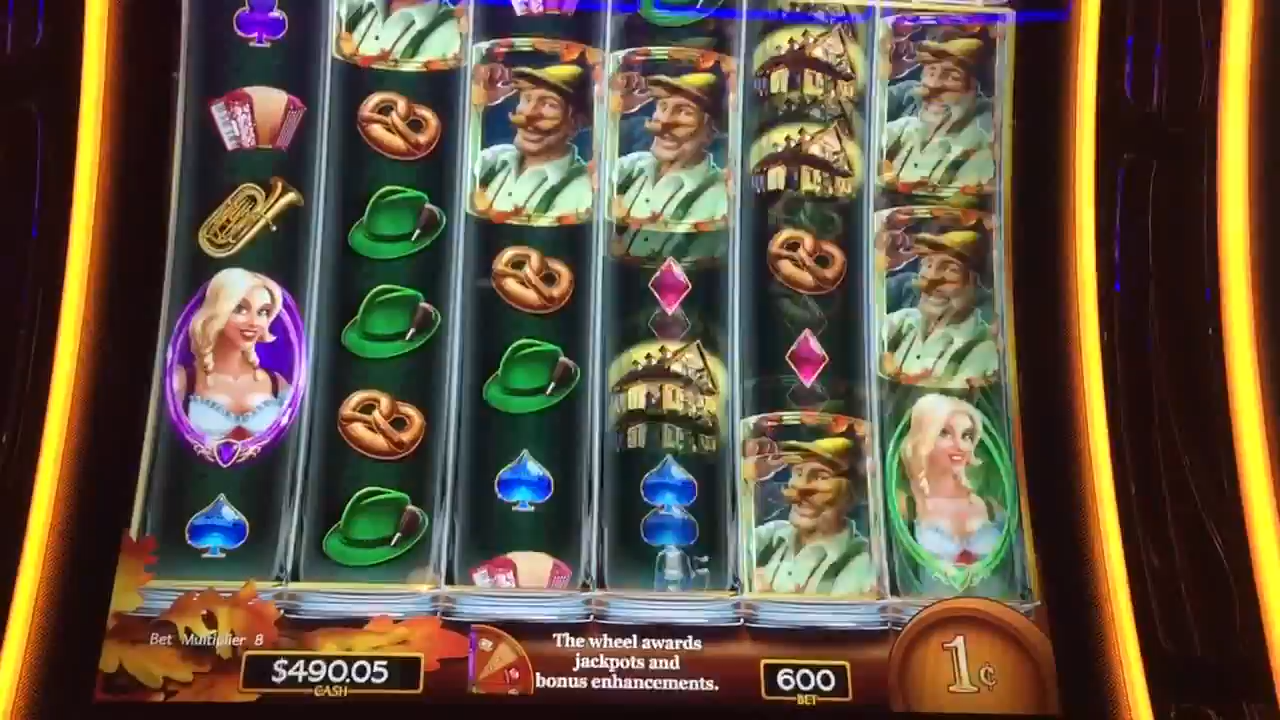 Bet Multiplier 8
$490.05
CASH
The wheel awards
jackpots and
bonus enhancements.
600
BET
1¢